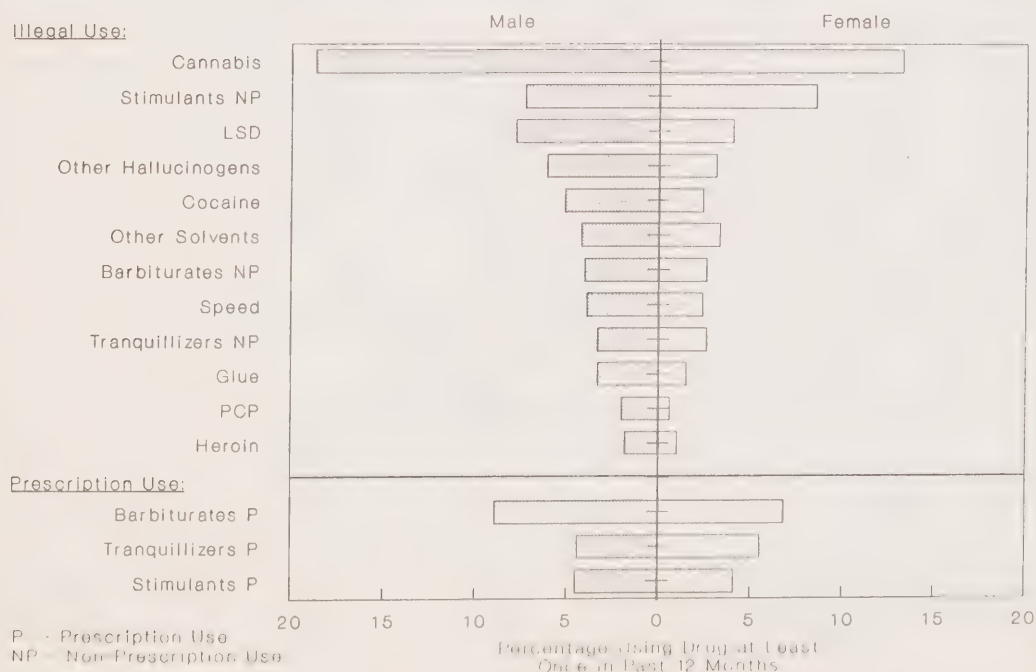 Male Female
Illegal Use:
Cannabis
Stimulants NP
LSD
Other Hallucinogens
Cocaine
Other Solvents
Barbiturates NP
Speed
Tranquillizers NP
Glue
PCP
Heroin
Prescription Use:
Barbiturates P
Tranquillizers P
Stimulants P
20 15 10 5 0 5 10 15 20
P - Prescription Use
NP - Non-Prescription Use
Percentage Using Drug at Least
Once in Past 12 Months